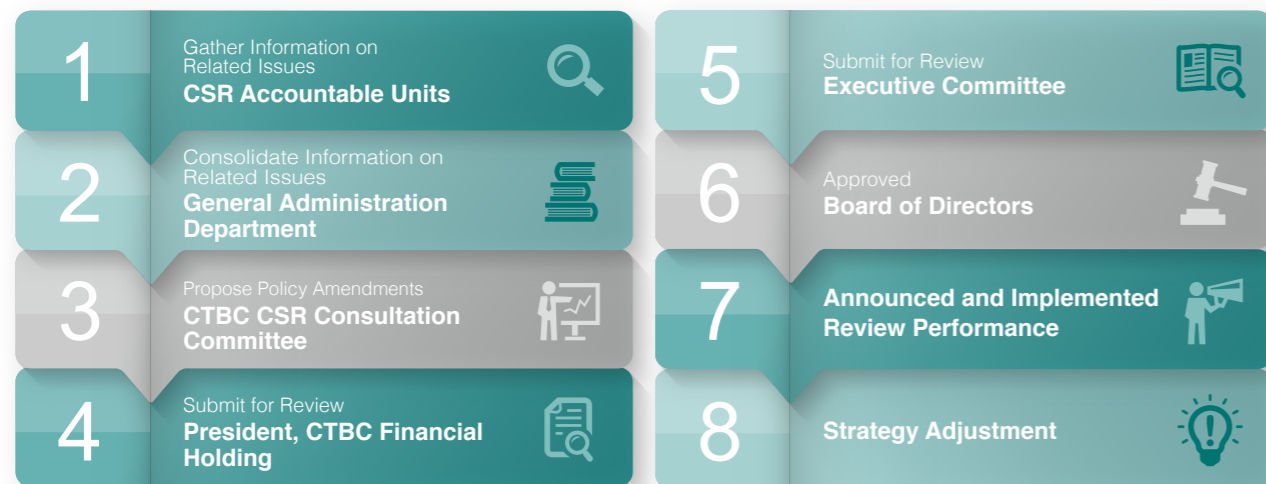 1
Gather Information on
Related Issues
CSR Accountable Units
2
Consolidate Information on
Related Issues
General Administration
Department
3
Propose Policy Amendments
CTBC CSR Consultation
Committee
4
Submit for Review
President, CTBC Financial
Holding
5
Submit for Review
Executive Committee
6
Approved
Board of Directors
7
Announced and Implemented
Review Performance
8
Strategy Adjustment